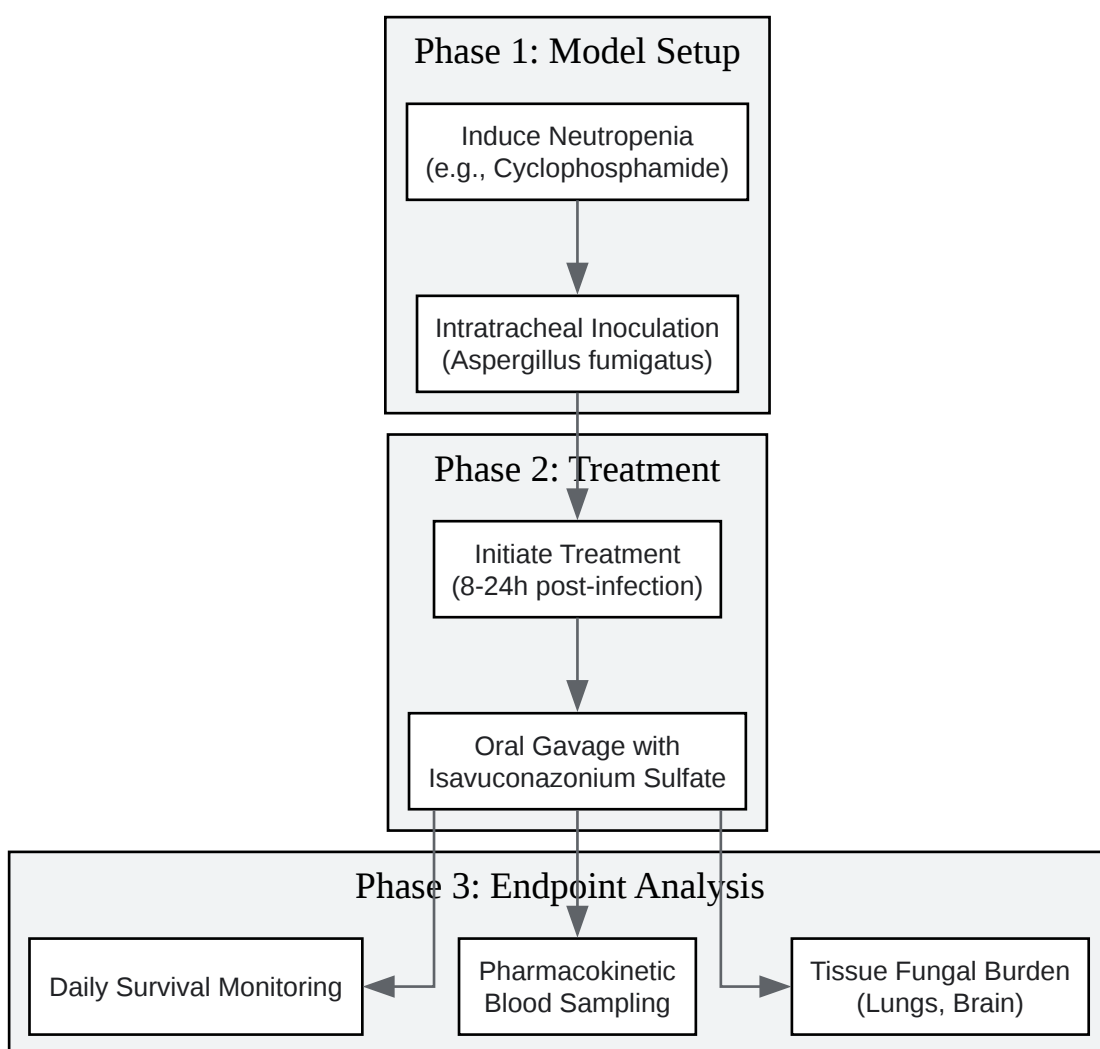 Phase 1: Model Setup
Induce Neutropenia
(e.g., Cyclophosphamide)
Intratracheal Inoculation
(Aspergillus fumigatus)
Phase 2: Treatment
Initiate Treatment
(8-24h post-infection)
Oral Gavage with
Isavuconazonium Sulfate
Phase 3: Endpoint Analysis
Daily Survival Monitoring
Pharmacokinetic
Blood Sampling
Tissue Fungal Burden
(Lungs, Brain)